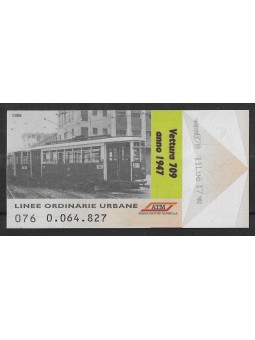 Vettura 709
anno 1947
LINEE ORDINARIE URBANE
ATM
076 0.064.827